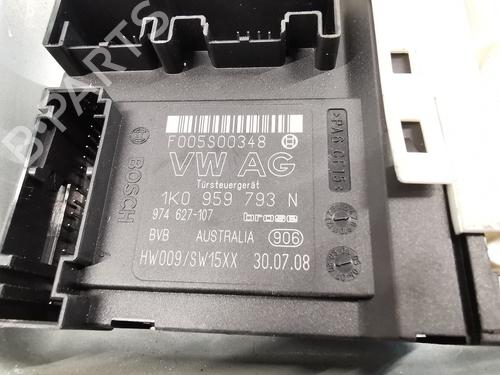 F005S00348
VW AG
Türsteuergerät
1K0 959 793 N
974 627-107 brose
BVB AUSTRALIA 906
HW009/SW15XX 30.07.08
BOSCH
B-PARTS